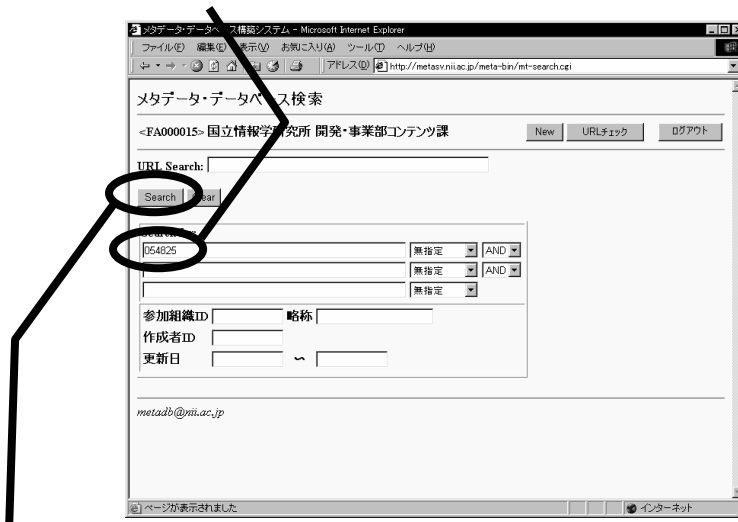 メタデータ・データベース構築システム - Microsoft Internet Explorer
ファイル(F) 編集(E) 表示(V) お気に入り(A) ツール(T) ヘルプ(H)
アドレス(D) http://metasv.nii.ac.jp/meta-bin/mt-search.cgi
メタデータ・データベース検索
<FA000015> 国立情報学研究所 開発・事業部コンテンツ課 New URLチェック ログアウト
URL Search:
Search Clear
054825 無指定 AND
無指定 AND
無指定
参加組織ID 略称
作成者ID
更新日 ～
metadb@nii.ac.jp
ページが表示されました インターネット